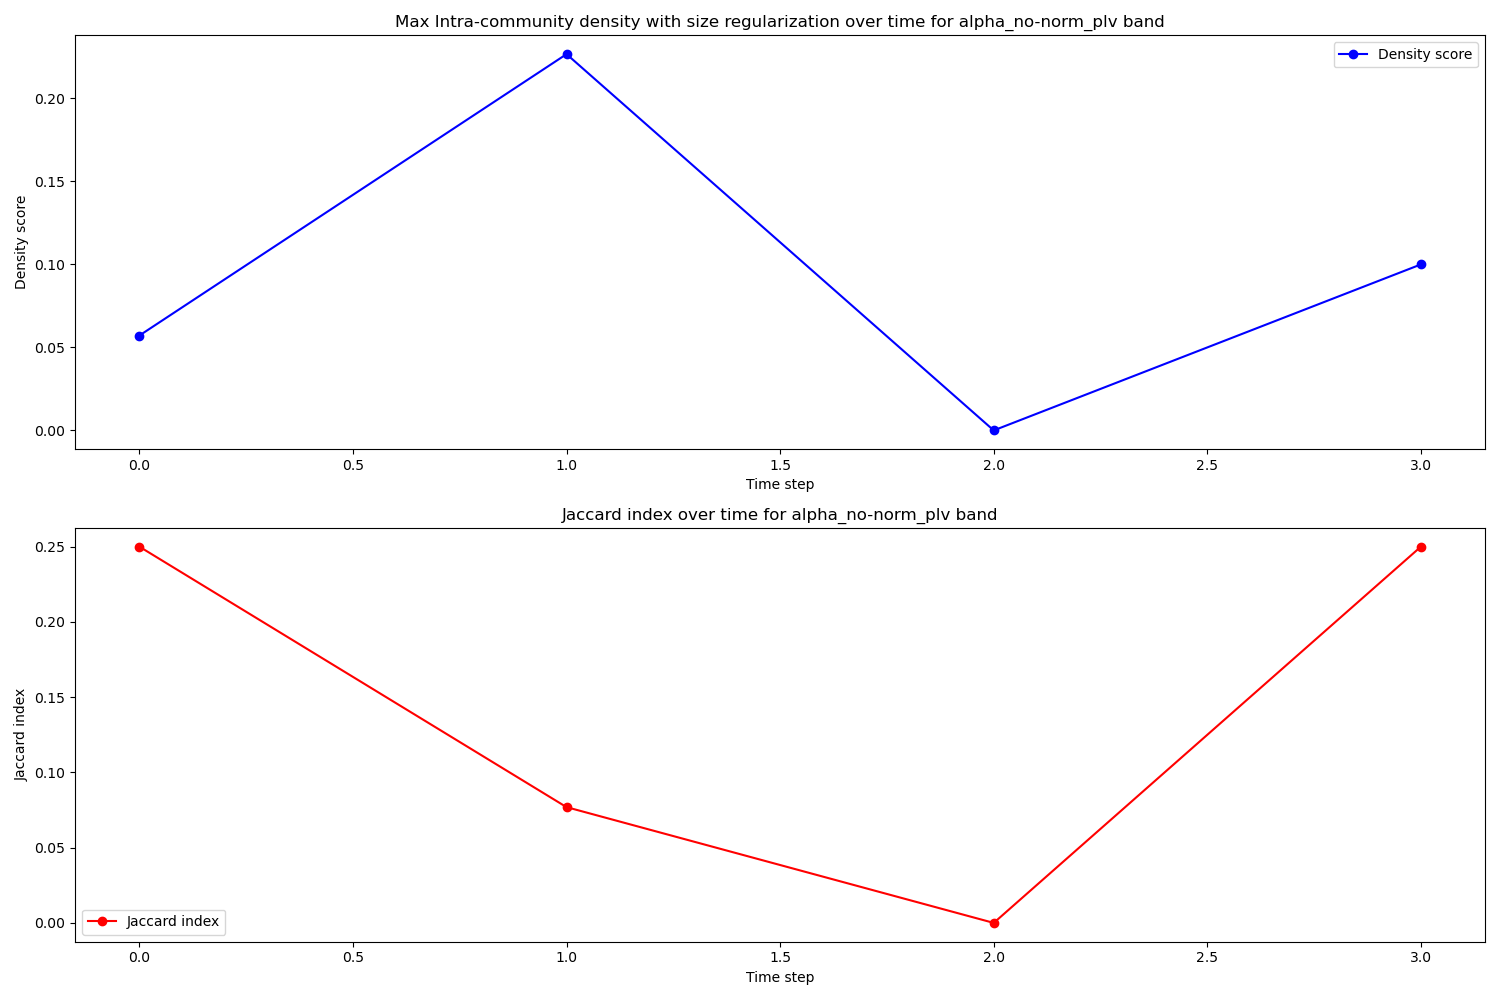 Max Intra-community density with size regularization over time for alpha_no-norm_plv band
Density score
0.20
0.15
0.10
0.05
0.00
Density score
0.0 0.5 1.0 1.5 2.0 2.5 3.0
Time step
Jaccard index over time for alpha_no-norm_plv band
0.25
0.20
0.15
0.10
0.05
0.00
Jaccard index
Jaccard index
0.0 0.5 1.0 1.5 2.0 2.5 3.0
Time step